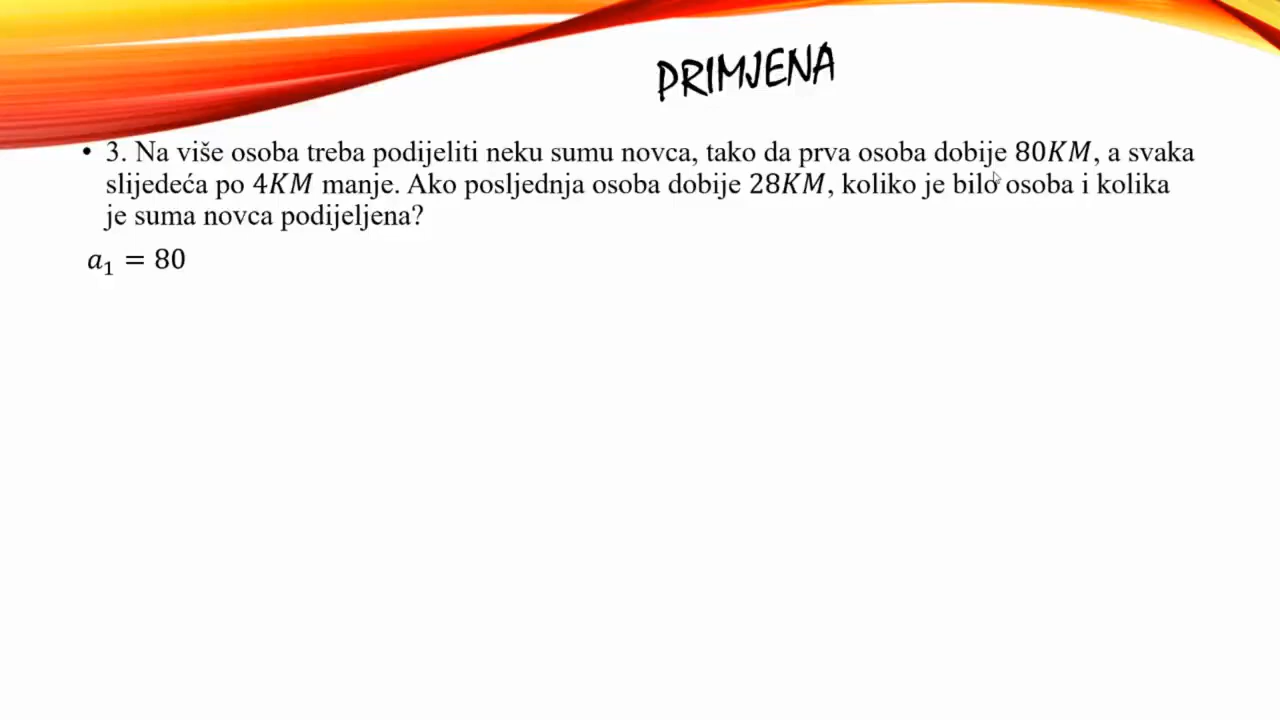 PRIMJENA
• 3. Na više osoba treba podijeliti neku sumu novca, tako da prva osoba dobije 80KM, a svaka
slijedeća po 4KM manje. Ako posljednja osoba dobije 28KM, koliko je bilo osoba i kolika
je suma novca podijeljena?
a₁ = 80